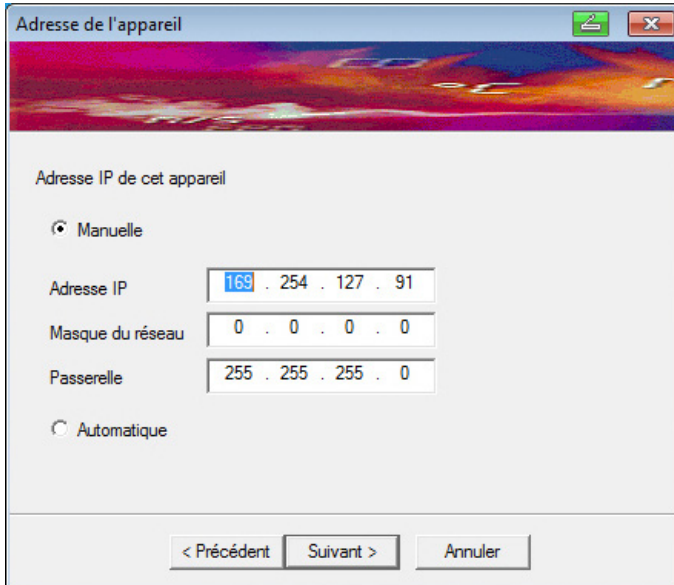 Adresse de l'appareil
CO
°C
Adresse IP de cet appareil
Manuelle
Adresse IP 169 . 254 . 127 . 91
Masque du réseau 0 . 0 . 0 . 0
Passerelle 255 . 255 . 255 . 0
Automatique
< Précédent Suivant > Annuler